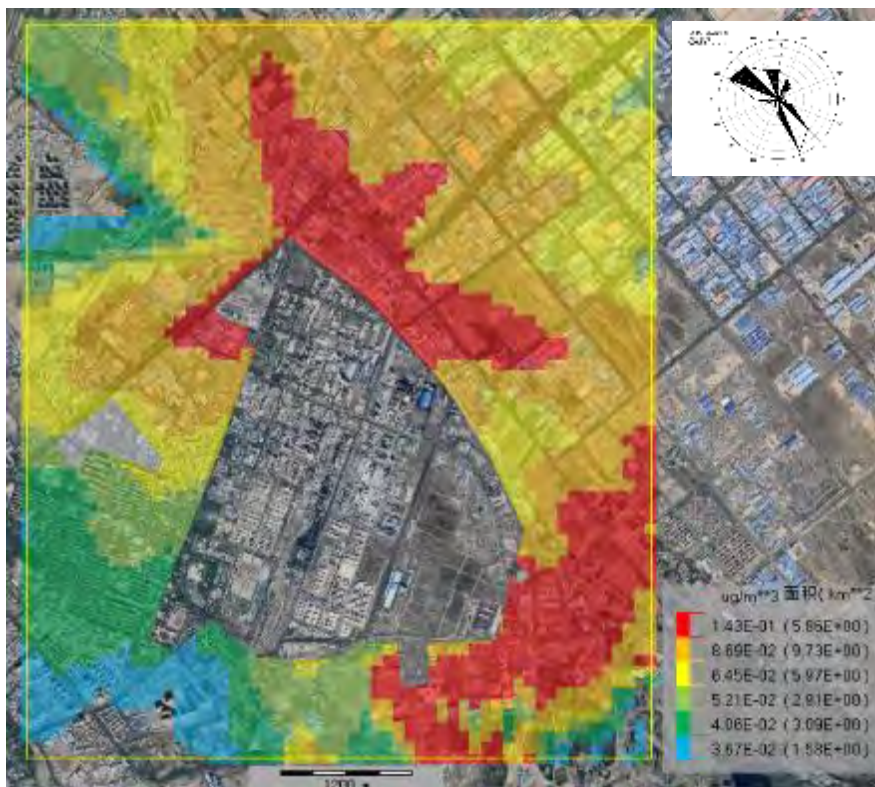 ug/m**3 面积( km**2
1.43E-01 ( 5.86E+00 )
8.69E-02 ( 9.73E+00 )
6.45E-02 ( 5.97E+00 )
5.21E-02 ( 2.91E+00 )
4.06E-02 ( 3.09E+00 )
3.67E-02 ( 1.58E+00 )